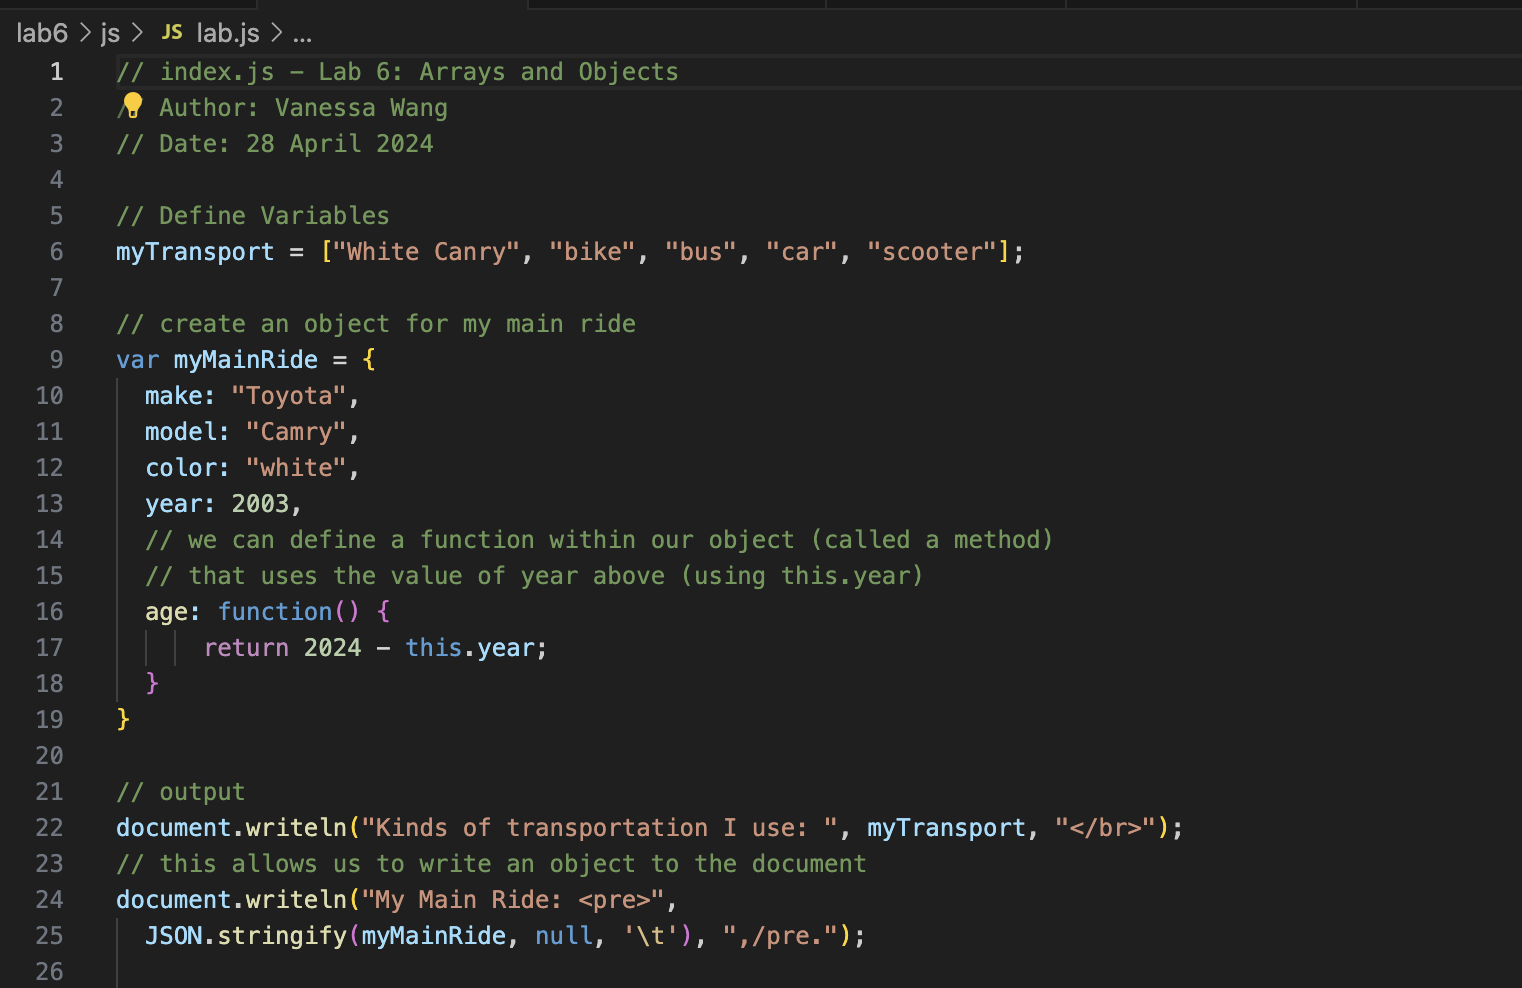 lab6 > js > JS lab.js > ...
1 // index.js – Lab 6: Arrays and Objects
2 / Author: Vanessa Wang
3 // Date: 28 April 2024
4
5 // Define Variables
6 myTransport = ["White Canry", "bike", "bus", "car", "scooter"];
7
8 // create an object for my main ride
9 var myMainRide = {
10 make: "Toyota",
11 model: "Camry",
12 color: "white",
13 year: 2003,
14 // we can define a function within our object (called a method)
15 // that uses the value of year above (using this.year)
16 age: function() {
17 return 2024 – this.year;
18 }
19 }
20
21 // output
22 document.writeln("Kinds of transportation I use: ", myTransport, "</br>");
23 // this allows us to write an object to the document
24 document.writeln("My Main Ride: <pre>",
25 JSON.stringify(myMainRide, null, '\t'), ",/pre.");
26